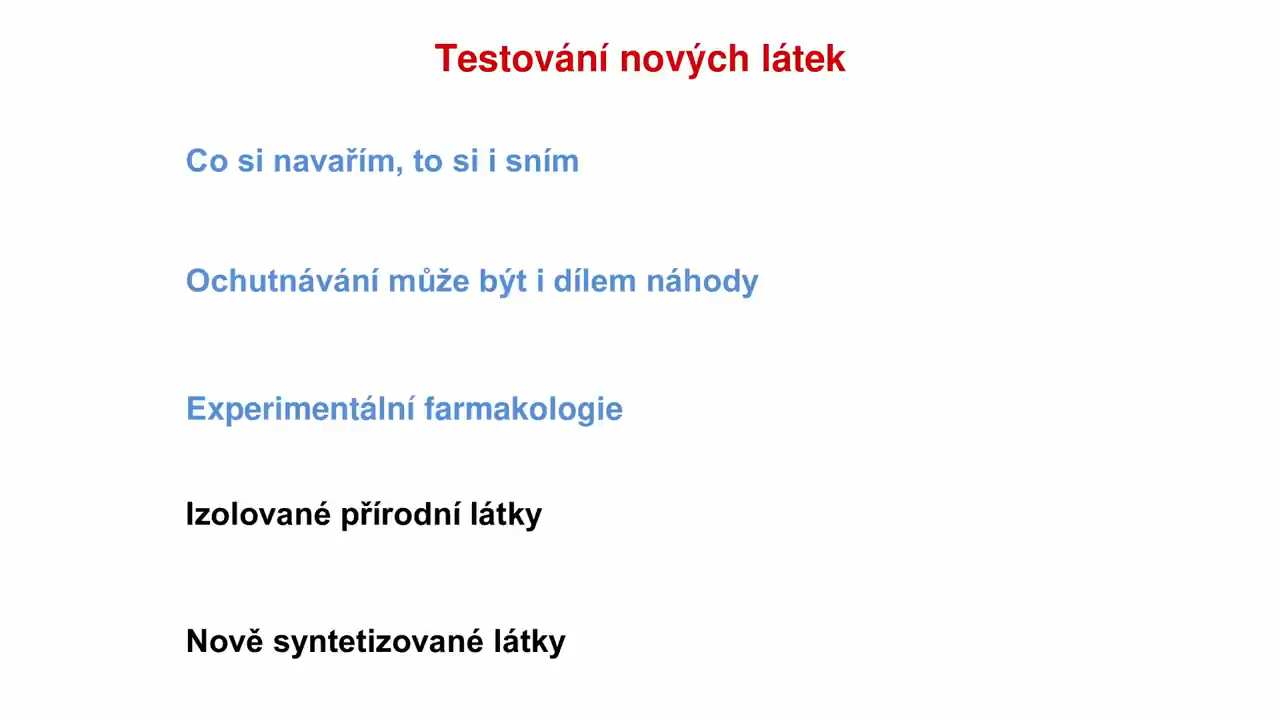 Testování nových látek
Co si navařím, to si i sním
Ochutnávání může být i dílem náhody
Experimentální farmakologie
Izolované přírodní látky
Nově syntetizované látky